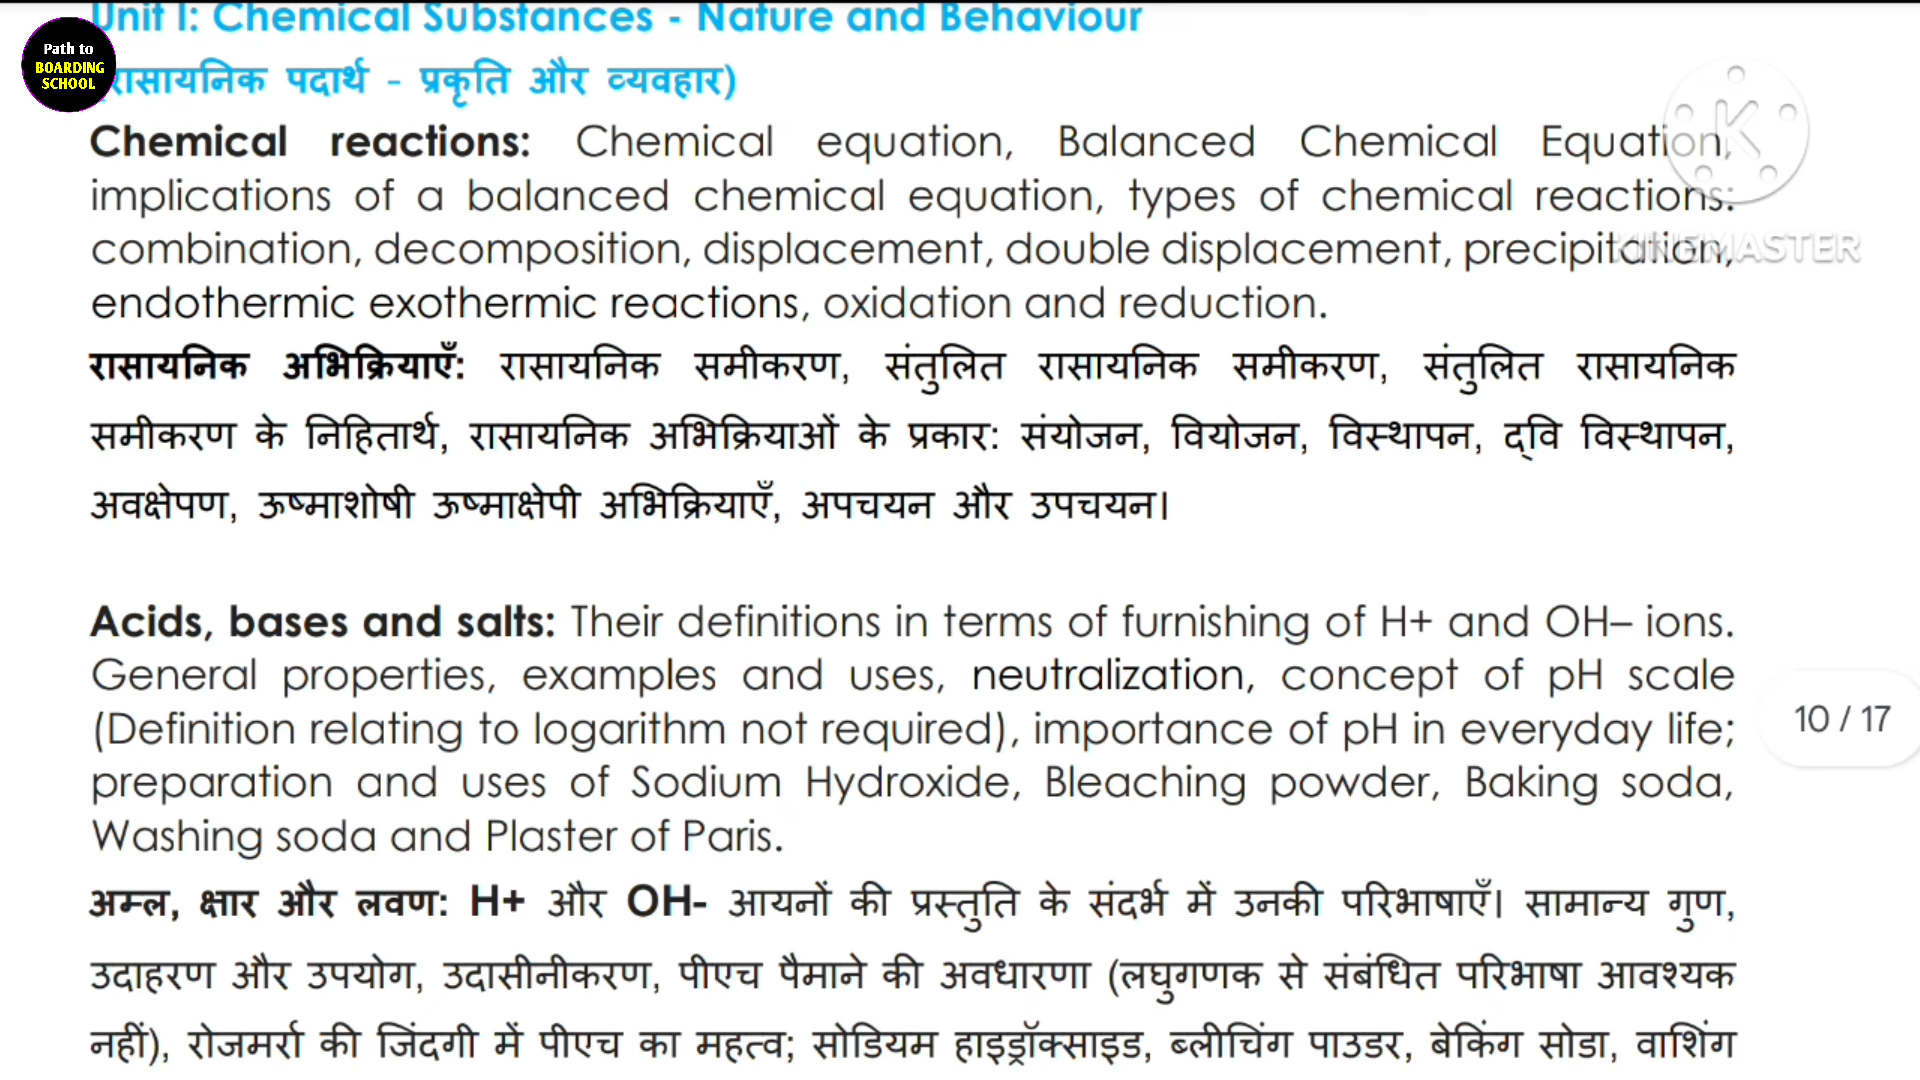 Unit I: Chemical Substances - Nature and Behaviour
Path to
BOARDING
SCHOOL
(रासायनिक पदार्थ - प्रकृति और व्यवहार)
Chemical reactions: Chemical equation, Balanced Chemical Equation,
implications of a balanced chemical equation, types of chemical reactions:
combination, decomposition, displacement, double displacement, precipitation,
KINEMASTER
endothermic exothermic reactions, oxidation and reduction.
रासायनिक अभिक्रियाएँ: रासायनिक समीकरण, संतुलित रासायनिक समीकरण, संतुलित रासायनिक
समीकरण के निहितार्थ, रासायनिक अभिक्रियाओं के प्रकार: संयोजन, वियोजन, विस्थापन, द्वि विस्थापन,
अवक्षेपण, ऊष्माशोषी ऊष्माक्षेपी अभिक्रियाएँ, अपचयन और उपचयन।
Acids, bases and salts: Their definitions in terms of furnishing of H+ and OH– ions.
General properties, examples and uses, neutralization, concept of pH scale
(Definition relating to logarithm not required), importance of pH in everyday life;
10 / 17
preparation and uses of Sodium Hydroxide, Bleaching powder, Baking soda,
Washing soda and Plaster of Paris.
अम्ल, क्षार और लवण: H+ और OH- आयनों की प्रस्तुति के संदर्भ में उनकी परिभाषाएँ। सामान्य गुण,
उदाहरण और उपयोग, उदासीनीकरण, पीएच पैमाने की अवधारणा (लघुगणक से संबंधित परिभाषा आवश्यक
नहीं), रोजमर्रा की जिंदगी में पीएच का महत्व; सोडियम हाइड्रॉक्साइड, ब्लीचिंग पाउडर, बेकिंग सोडा, वाशिंग